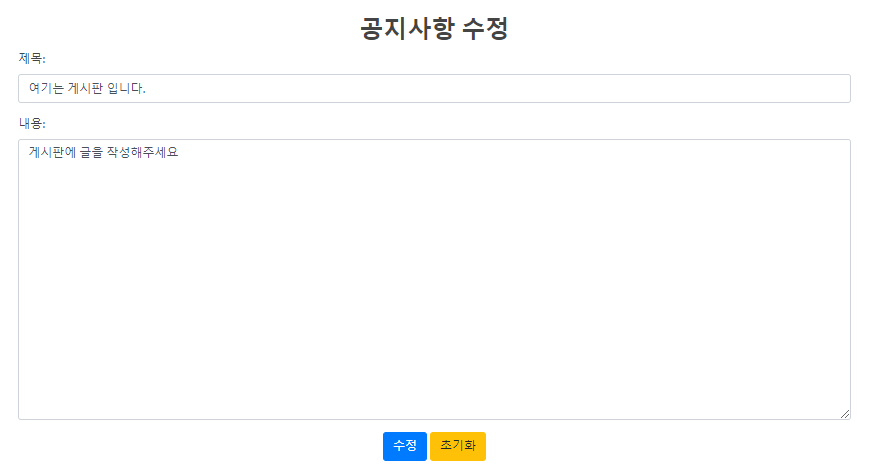 공지사항 수정
제목:
여기는 게시판 입니다.
내용:
게시판에 글을 작성해주세요
수정 초기화